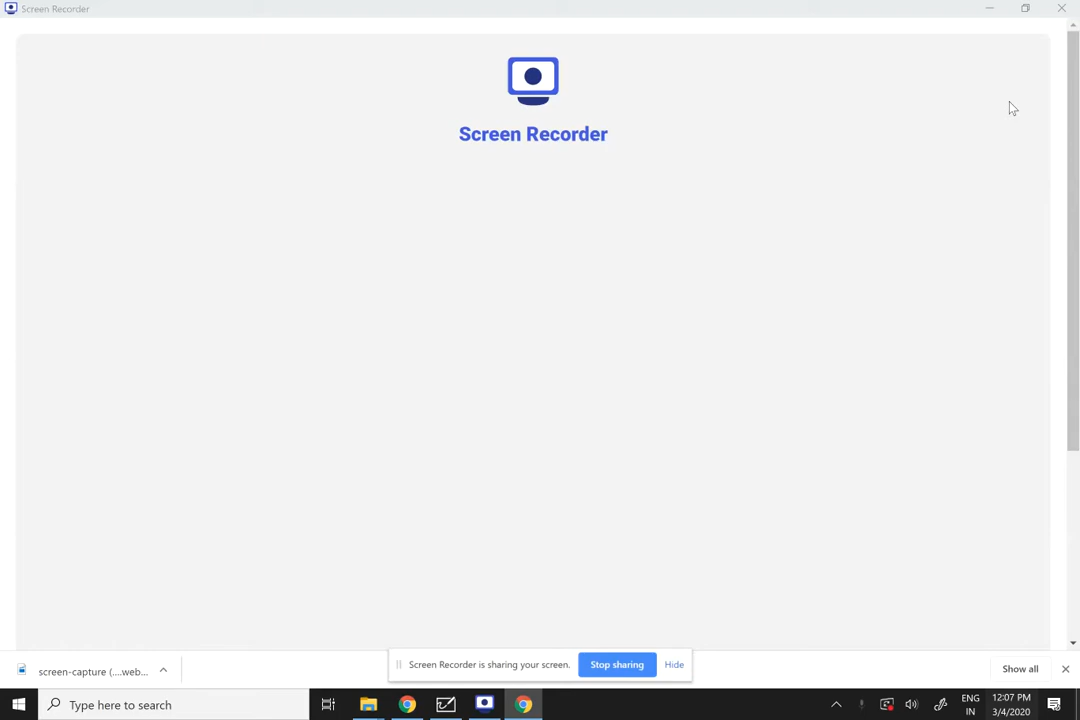 Screen Recorder
Screen Recorder
screen-capture (....web...
Screen Recorder is sharing your screen.
Stop sharing
Hide
Show all
Type here to search
ENG
IN
12:07 PM
3/4/2020